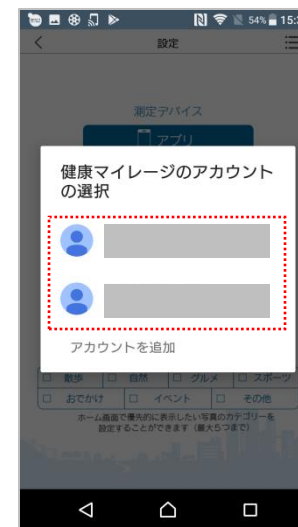 54% 15:3
設定
測定デバイス
アプリ
健康マイレージのアカウント
の選択
アカウントを追加
散歩 自然 グルメ スポーツ
おでかけ イベント その他
ホーム画面で優先的に表示したい写真のカテゴリーを
設定することができます（最大5つまで）